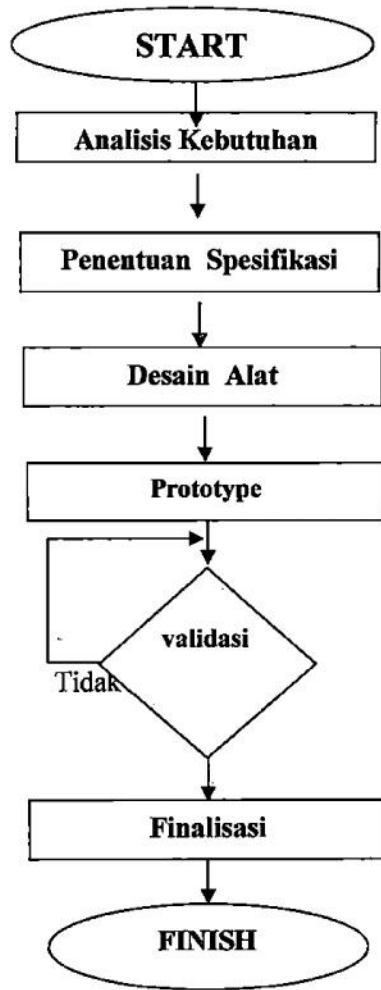 START
Analisis Kebutuhan
Penentuan Spesifikasi
Desain Alat
Prototype
validasi
Tidak
Finalisasi
FINISH